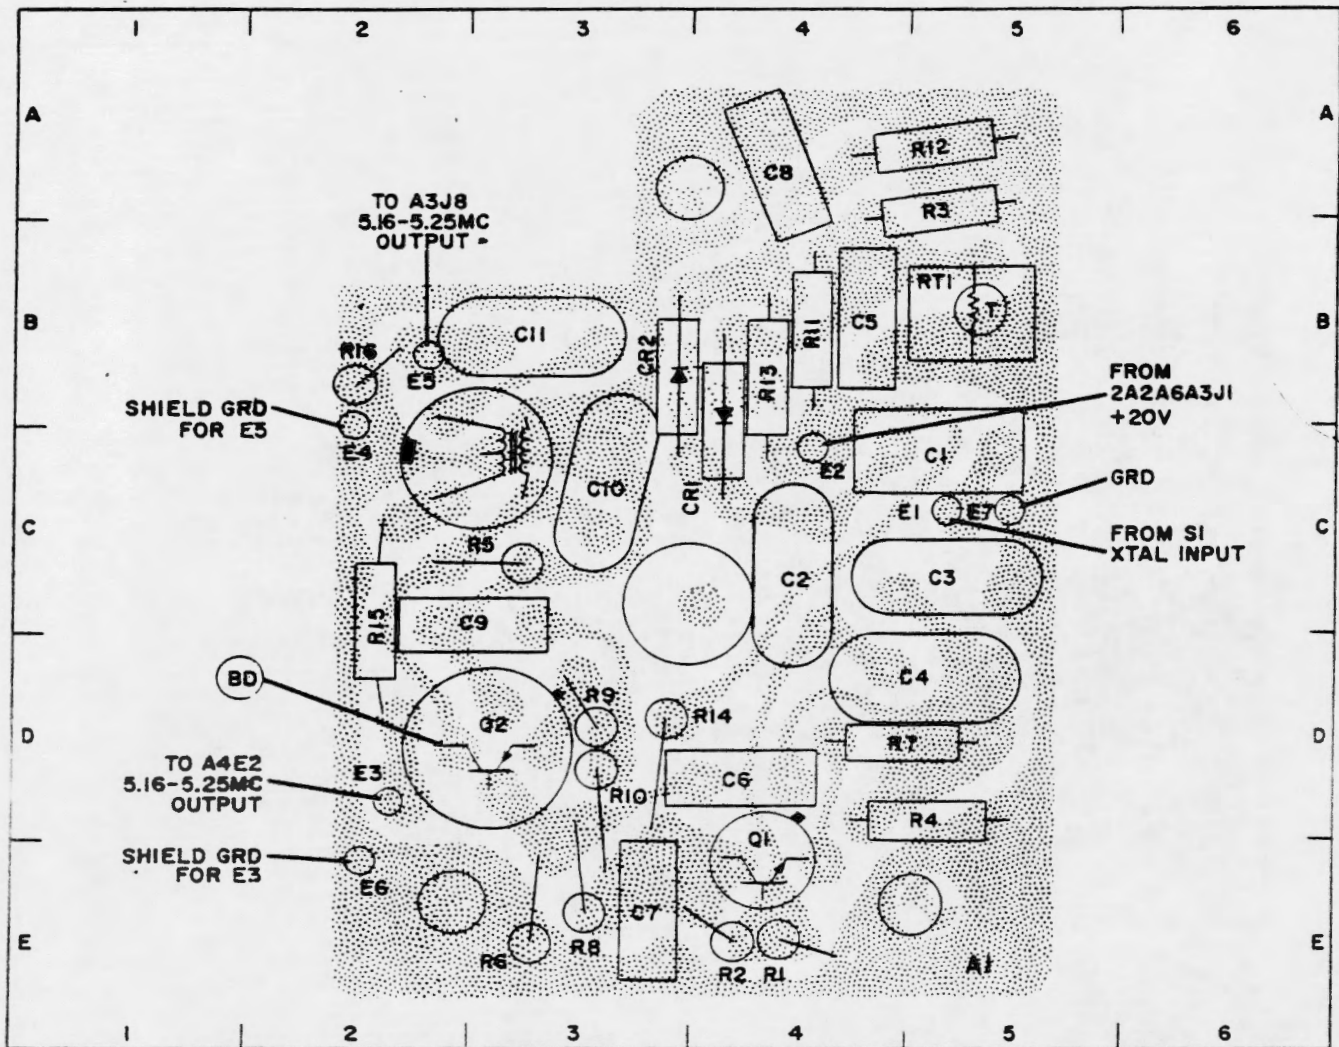 1 2 3 4 5 6
A A
C8
R12
R3
TO A3J8
5.16-5.25MC
OUTPUT
B B
C11
CR2
R13
R11
C5
RT1
T
R16
E5
FROM
2A2A6A3J1
+20V
SHIELD GRD
FOR E5
E4
E2
C1
C10
CR1
GRD
E1 E7
C C
FROM S1
XTAL INPUT
R5
C2
C3
R15
C9
C4
BD
Q2
* R9
R14
D D
R7
TO A4E2
5.16-5.25MC
OUTPUT
E3
R10
C6
R4
Q1
SHIELD GRD
FOR E3
E6
C7
E E
R6
R8
R2 R1
A1
1 2 3 4 5 6